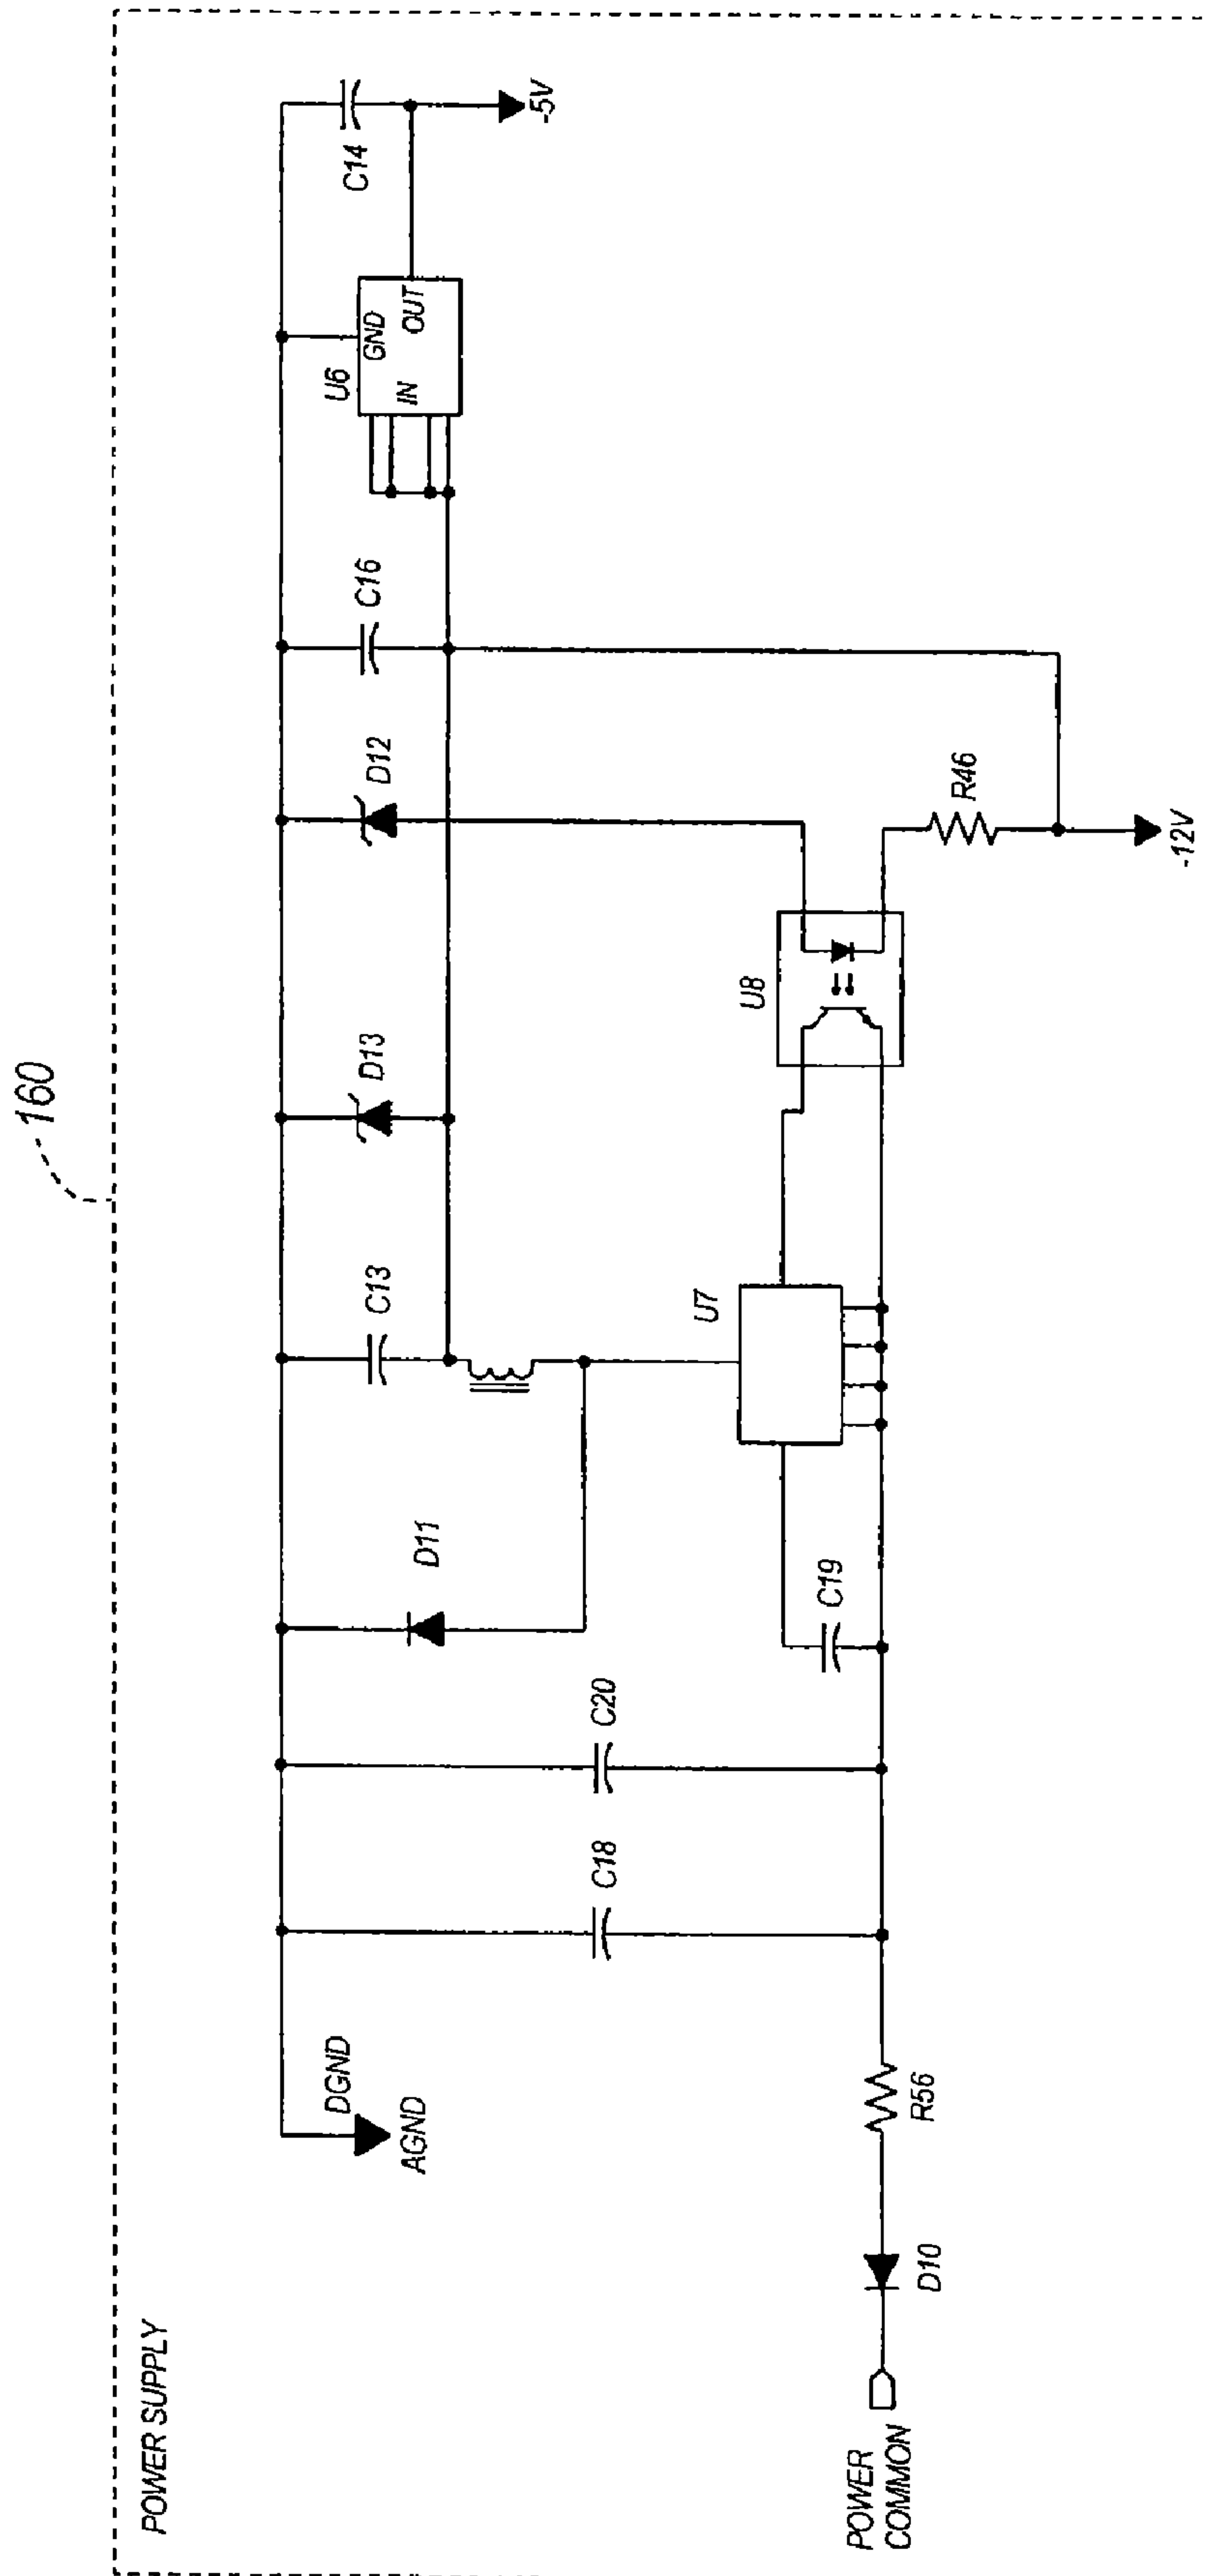 160
POWER SUPPLY
DGND
AGND
C18
C20
D11
C13
D13
D12
C16
U6
GND
IN
OUT
C14
-5V
U7
C19
U8
R46
-12V
POWER
COMMON
D10
R56